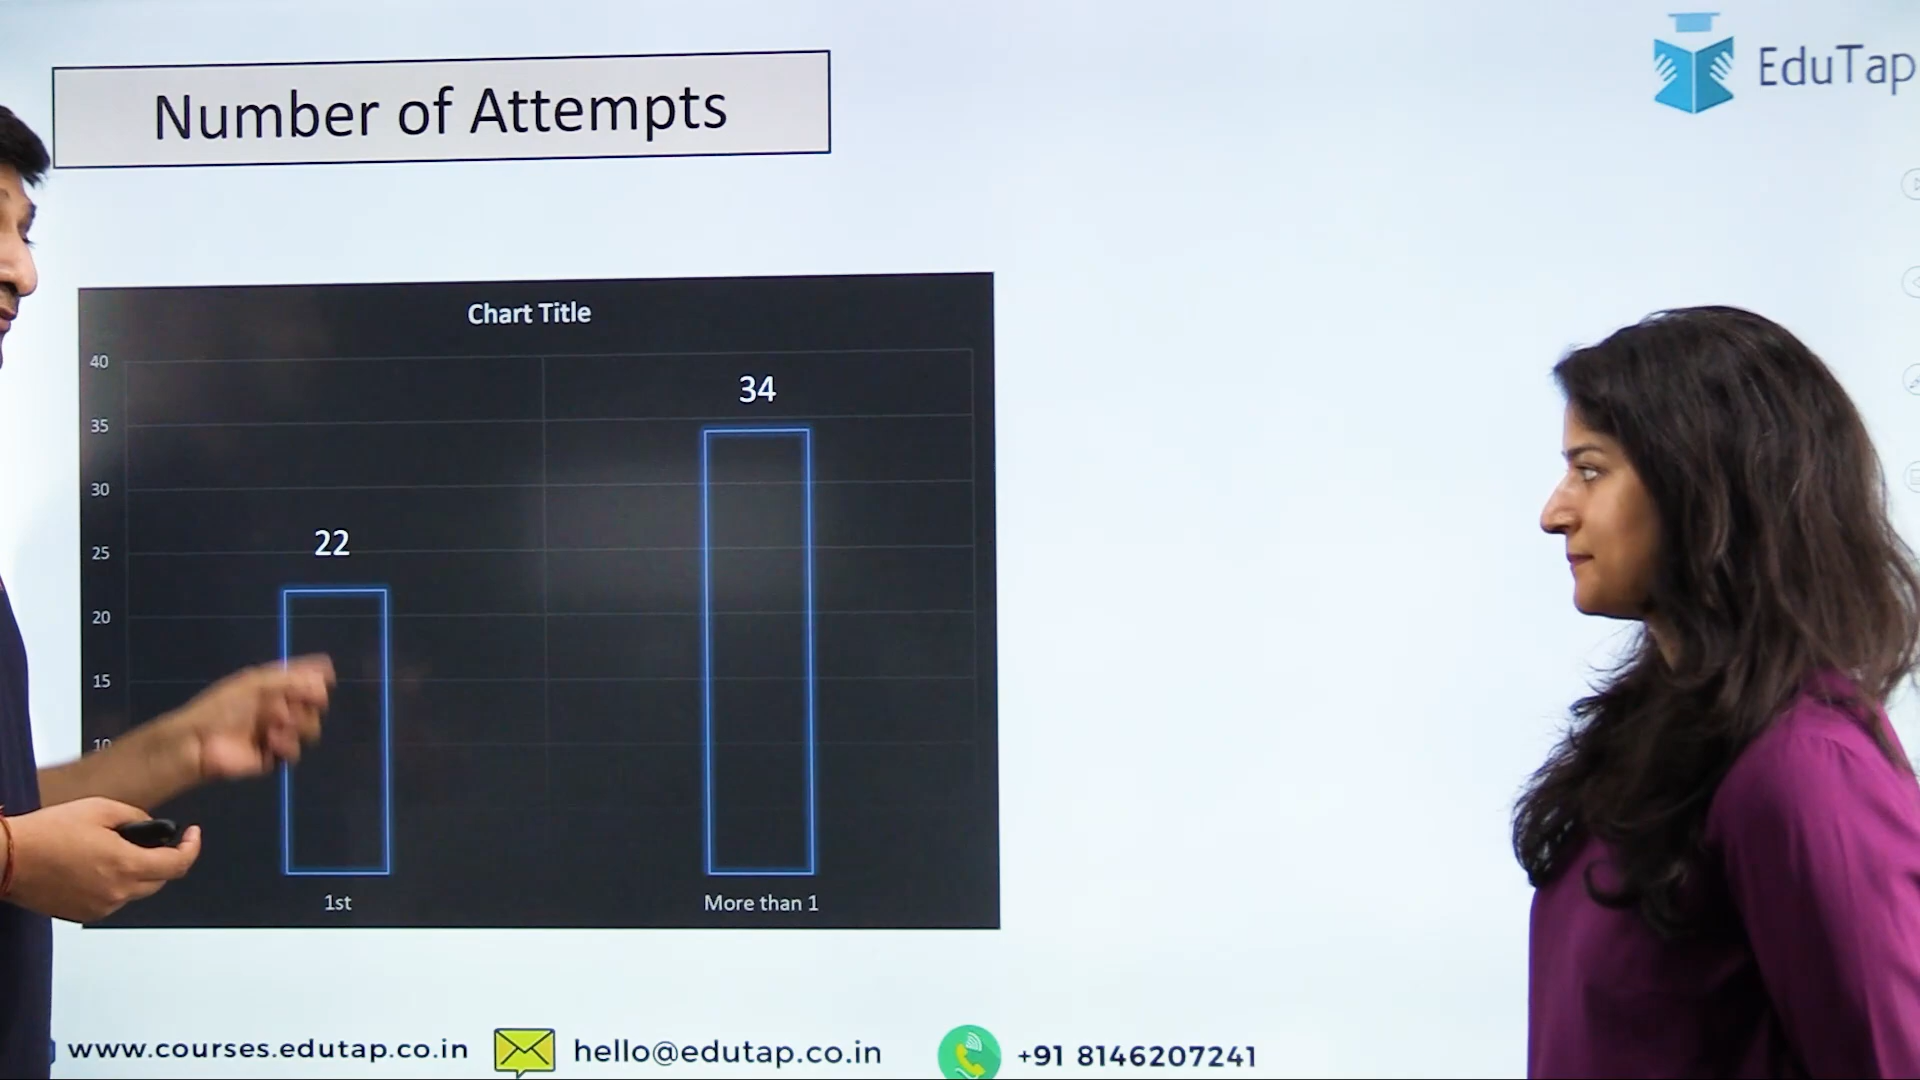 Number of Attempts
EduTap
Chart Title
40
35
30
25
20
15
10
22
34
1st
More than 1
www.courses.edutap.co.in
hello@edutap.co.in
+91 8146207241